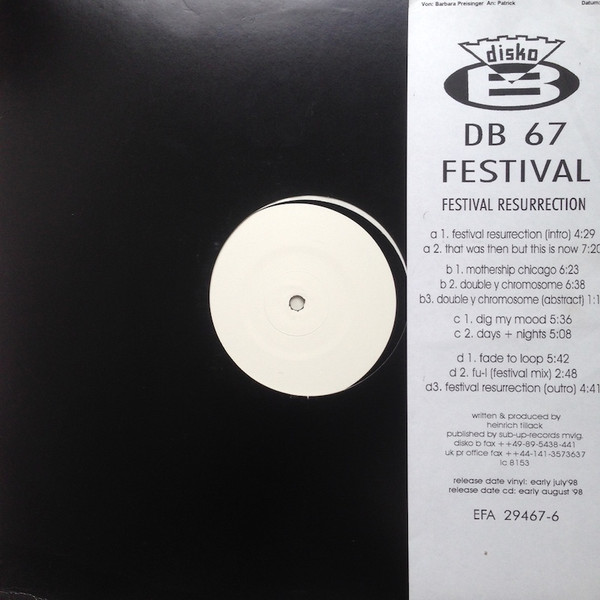 Von: Barbara Preisinger An: Patrick Datum:
disko
B
DB 67
FESTIVAL
FESTIVAL RESURRECTION
a 1. festival resurrection (intro) 4:29
a 2. that was then but this is now 7:20
b 1. mothership chicago 6:23
b 2. double y chromosome 6:38
b3. double y chromosome (abstract) 1:1
c 1. dig my mood 5:36
c 2. days + nights 5:08
d 1. fade to loop 5:42
d 2. fu-l (festival mix) 2:48
d3. festival resurrection (outro) 4:41
written & produced by
heinrich tillack
published by sub-up-records mvlg.
disko b fax ++49-89-5438-441
uk pr office fax ++44-141-3573637
lc 8153
release date vinyl: early july'98
release date cd: early august '98
EFA 29467-6